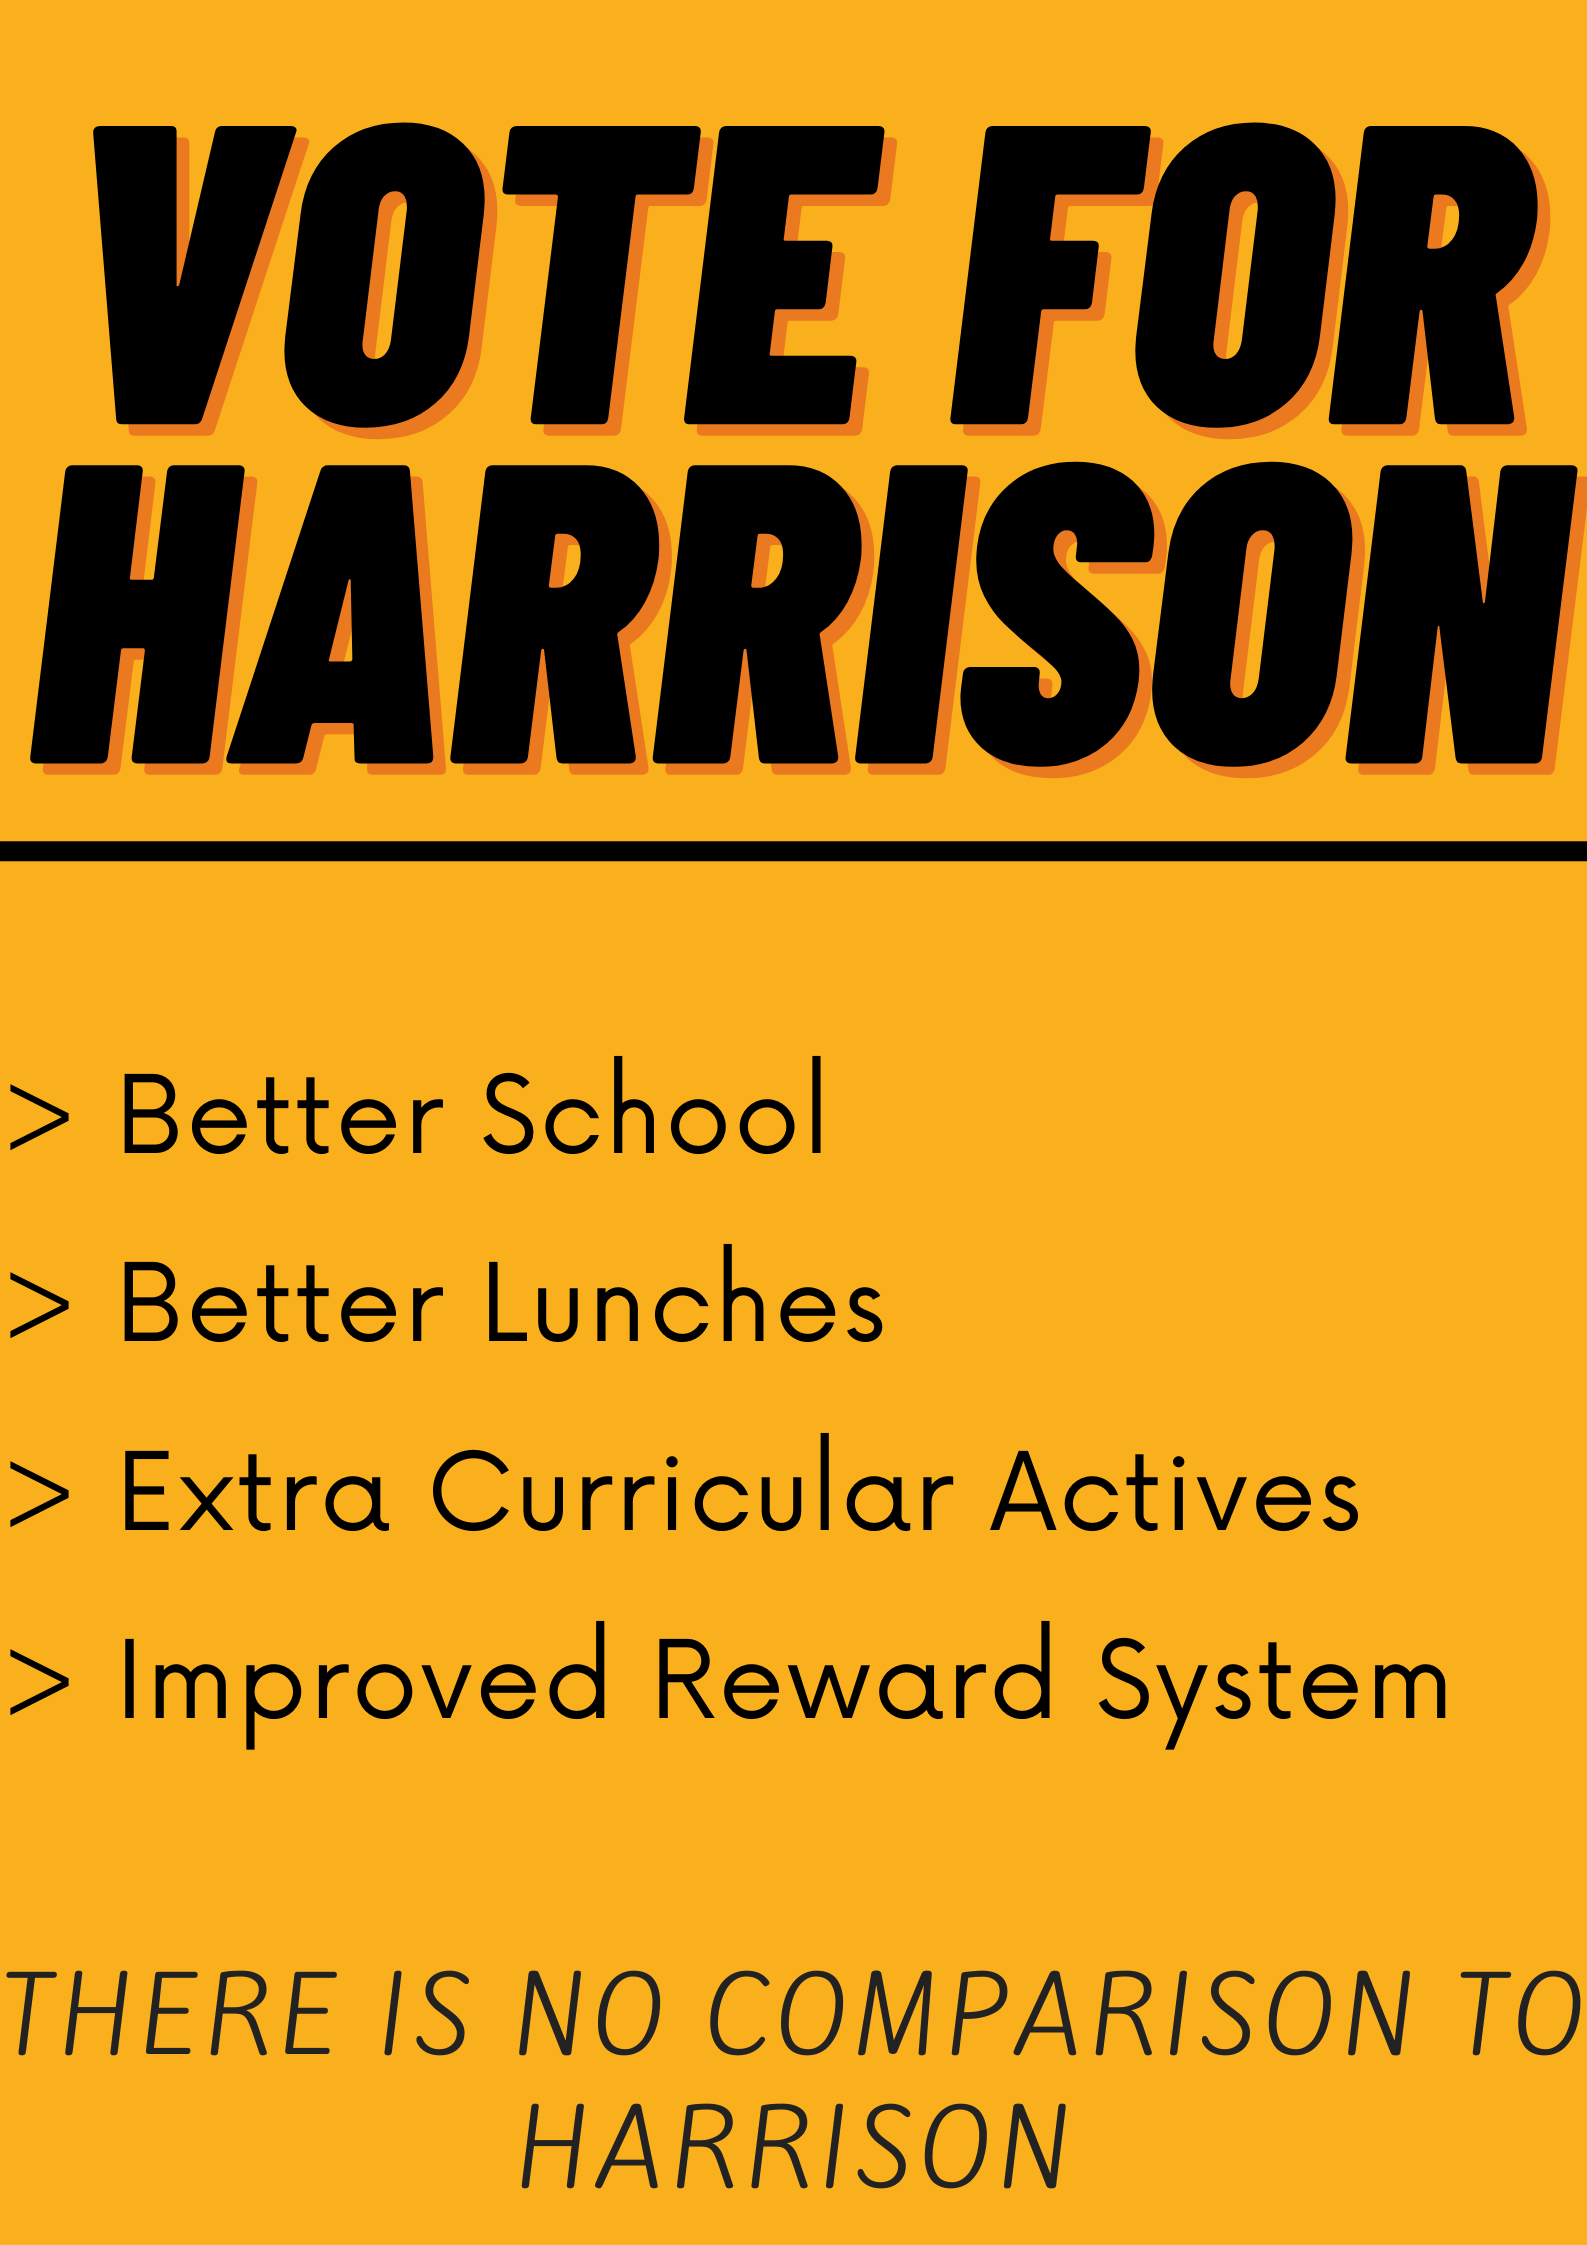 VOTE FOR
HARRISON
> Better School
> Better Lunches
> Extra Curricular Actives
> Improved Reward System
THERE IS NO COMPARISON TO
HARRISON